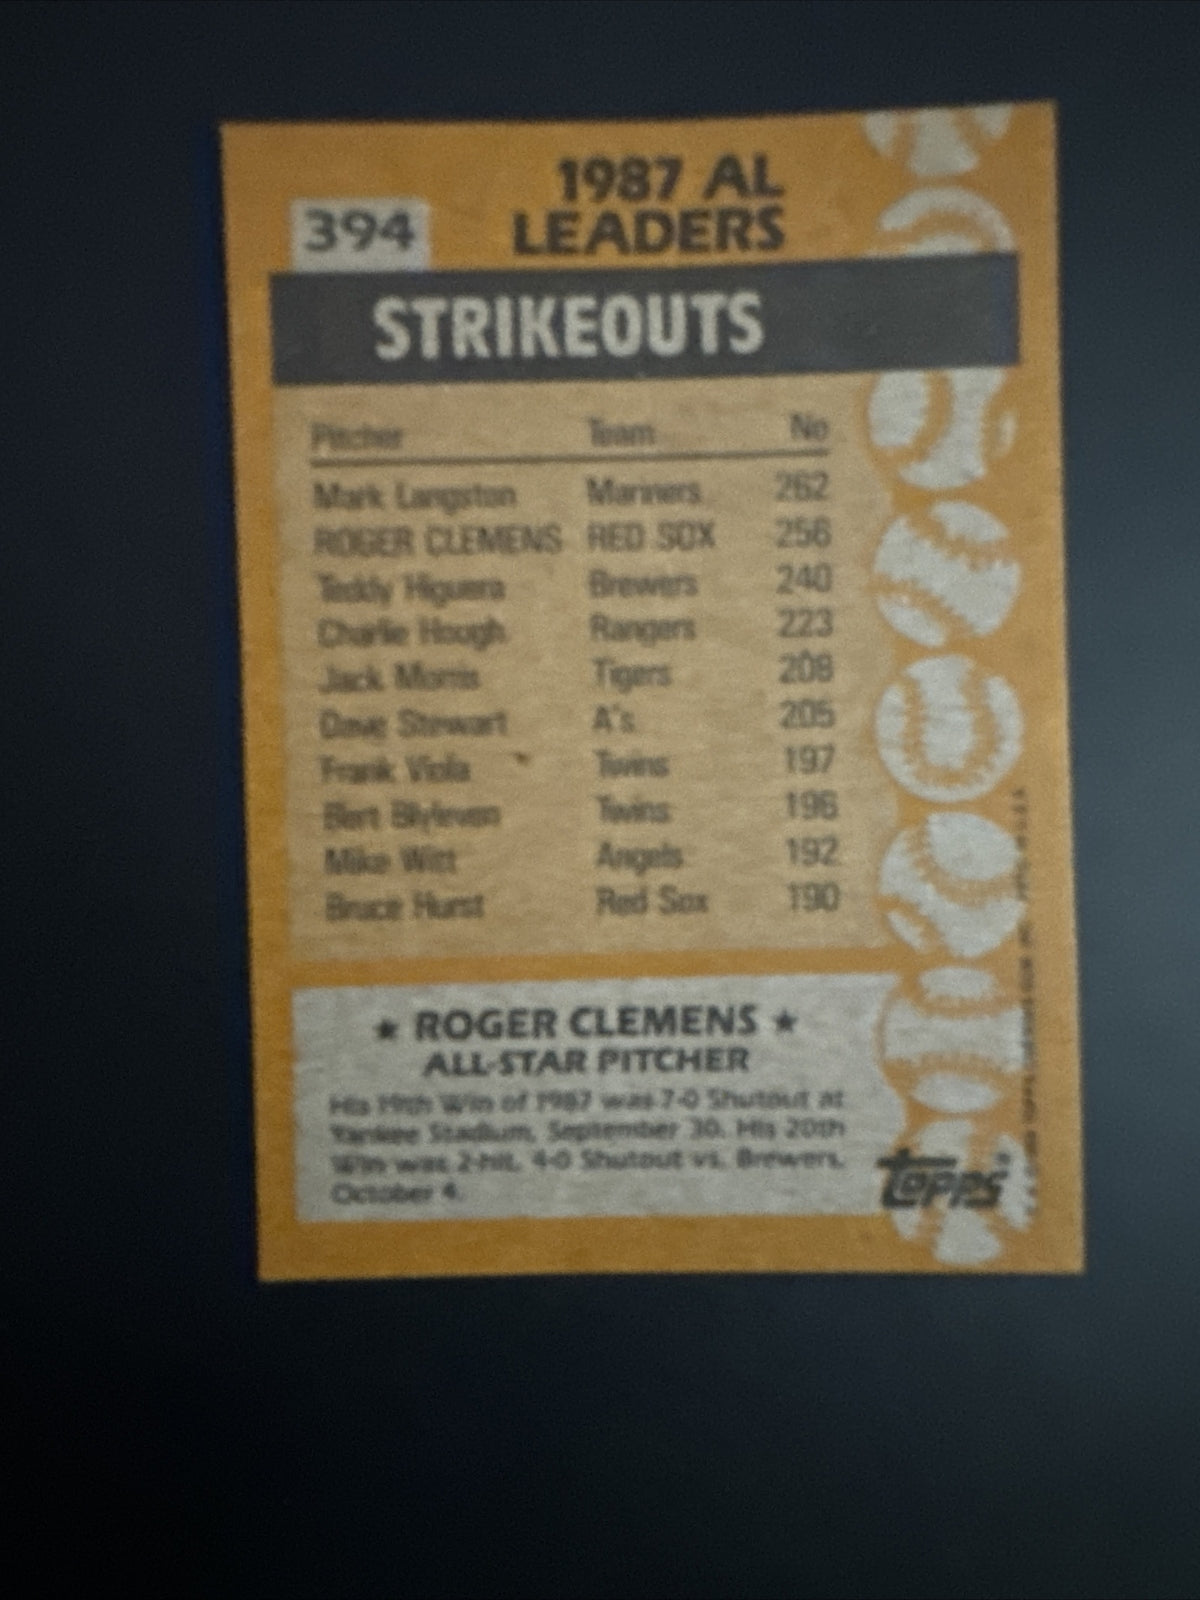 1987 AL
394 LEADERS
STRIKEOUTS
Pitcher Team No
Mark Langston Mariners 262
ROGER CLEMENS RED SOX 256
Teddy Higuera Brewers 240
Charlie Hough Rangers 223
Jack Morris Tigers 208
Dave Stewart A's 205
Frank Viola Twins 197
Bert Blyleven Twins 196
Mike Witt Angels 192
Bruce Hurst Red Sox 190
★ ROGER CLEMENS ★
ALL-STAR PITCHER
His 19th Win of 1987 was 7-0 Shutout at
Yankee Stadium, September 30. His 20th
Win was 2-hit, 4-0 Shutout vs. Brewers,
October 4.
TOPPS®